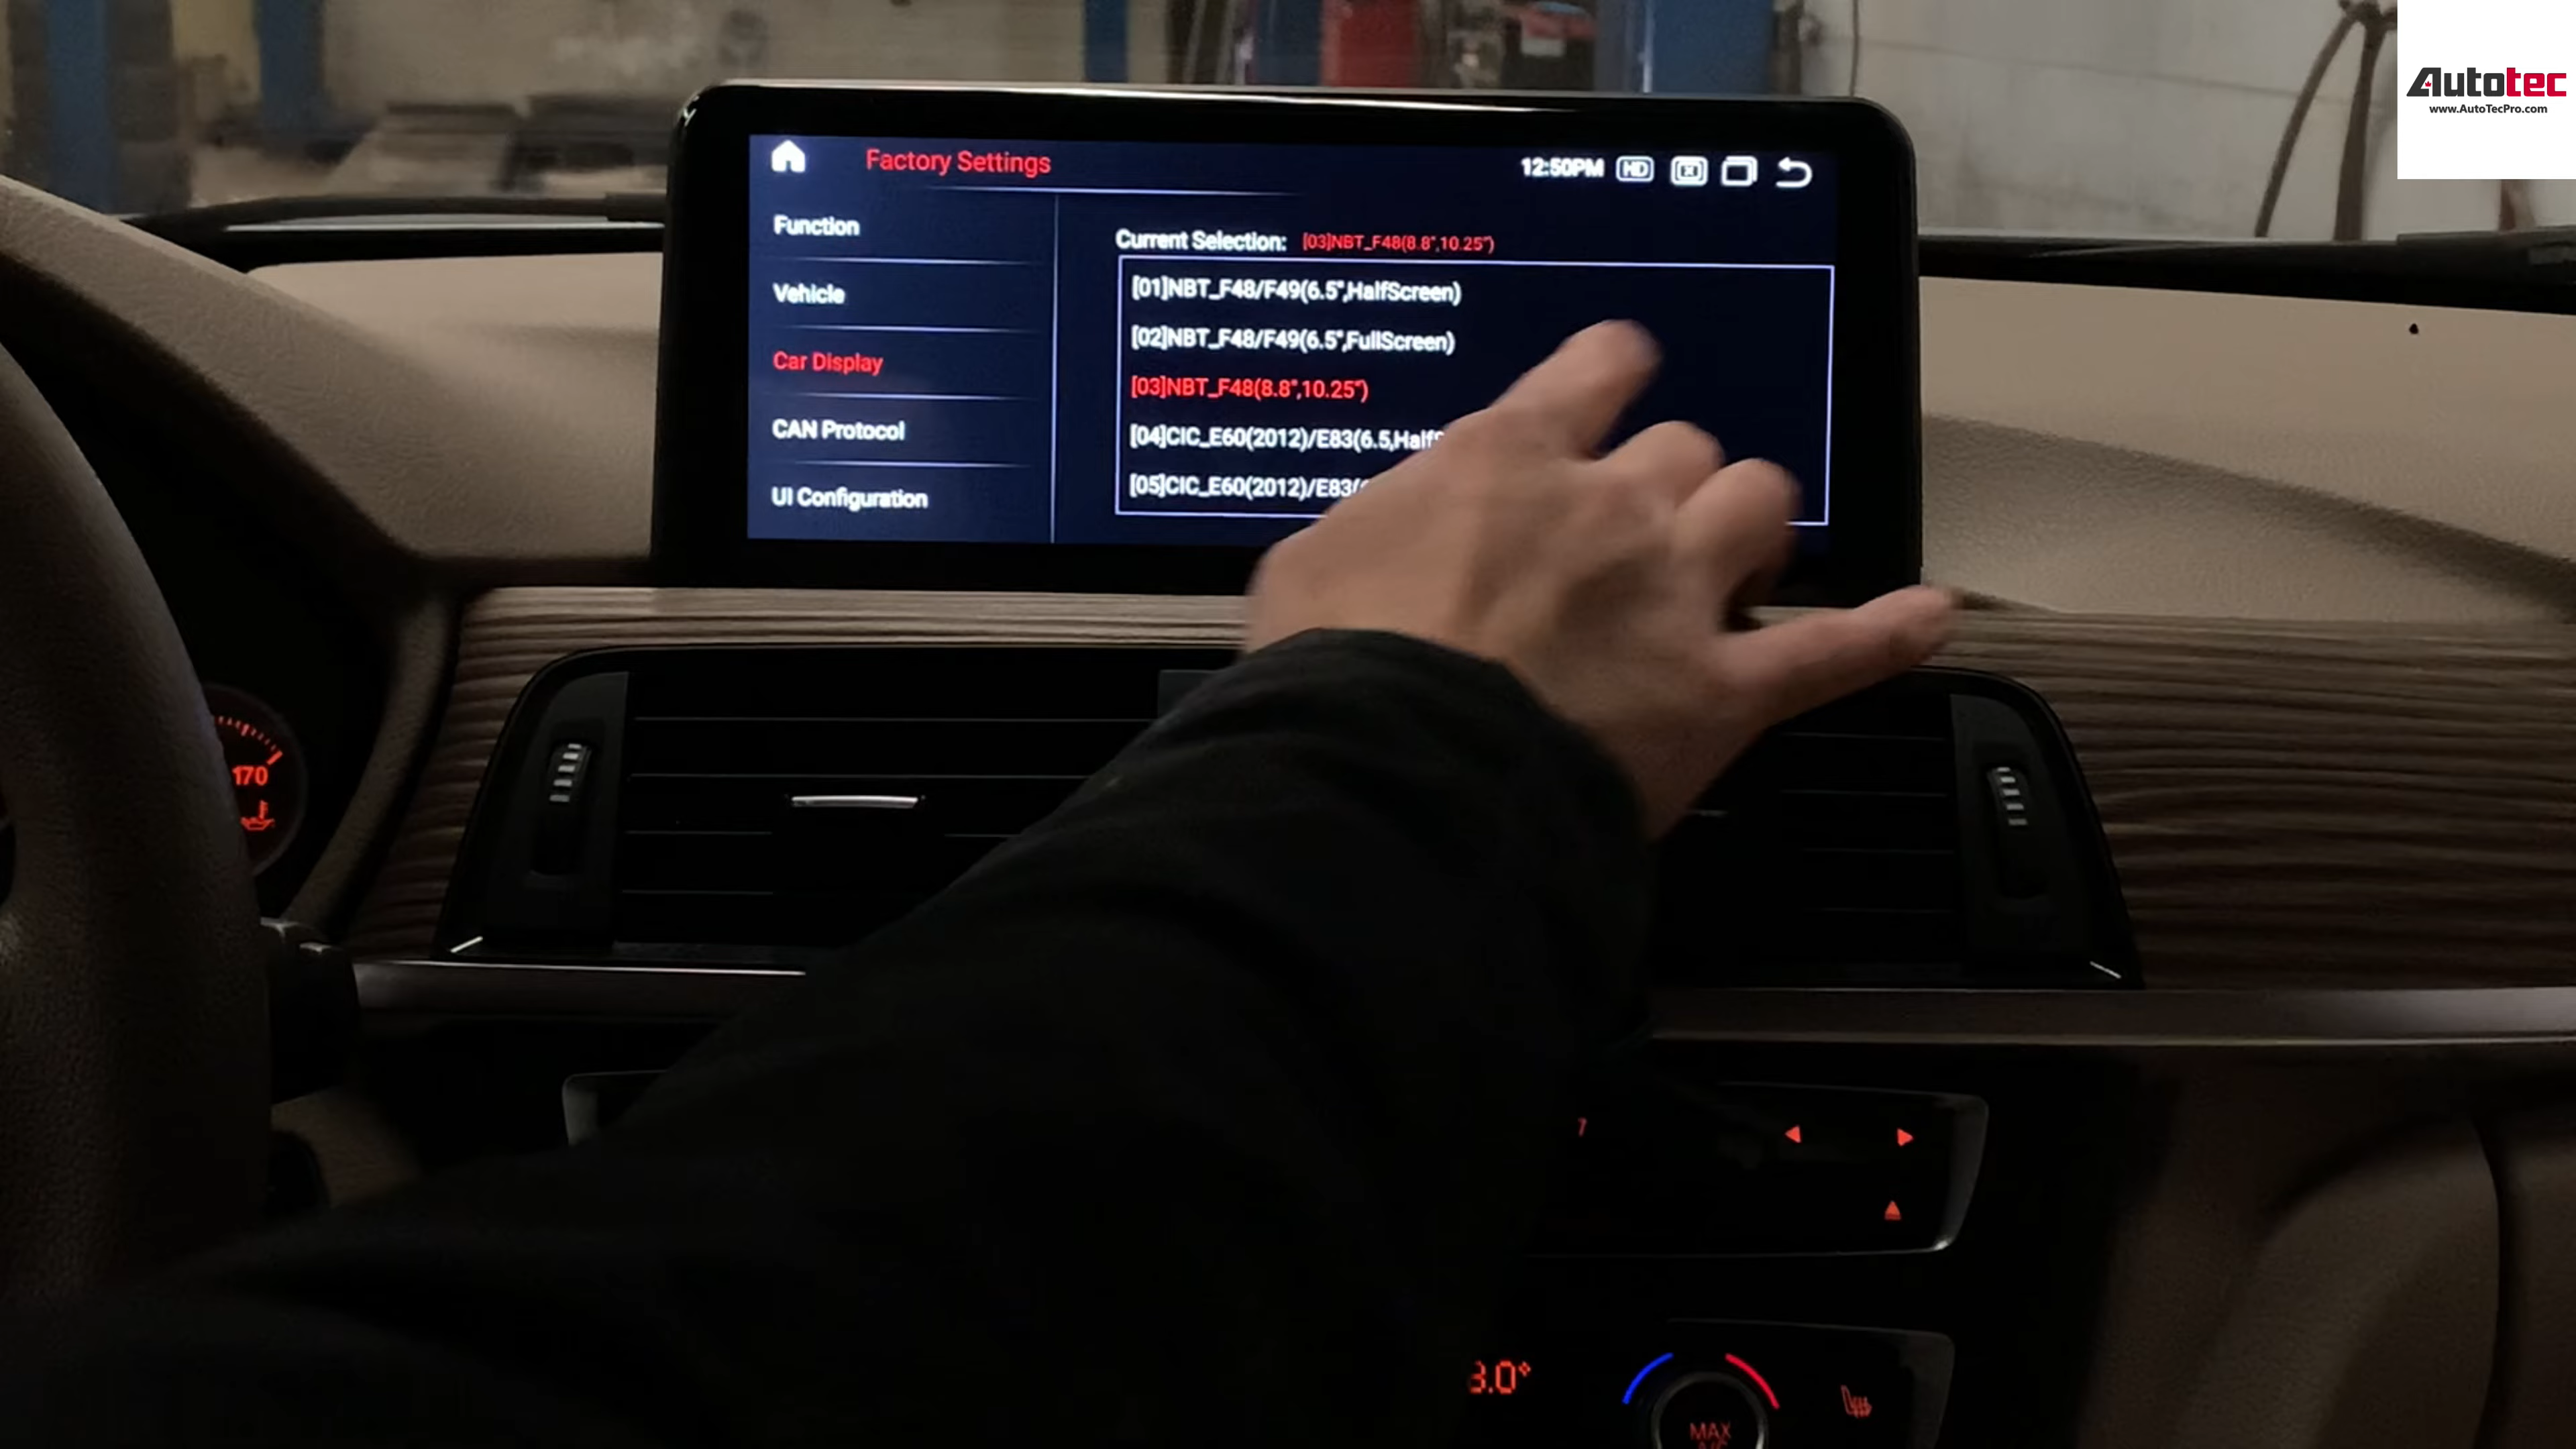 Autotec
www.AutoTecPro.com
Factory Settings
12:50PM HD
Function
Vehicle
Car Display
CAN Protocol
UI Configuration
Current Selection: [03]NBT_F48(8.8",10.25")
[01]NBT_F48/F49(6.5",HalfScreen)
[02]NBT_F48/F49(6.5",FullScreen)
[03]NBT_F48(8.8",10.25")
[04]CIC_E60(2012)/E83(6.5,Half
[05]CIC_E60(2012)/E83(
170
7
3.0°
MAX
A/C